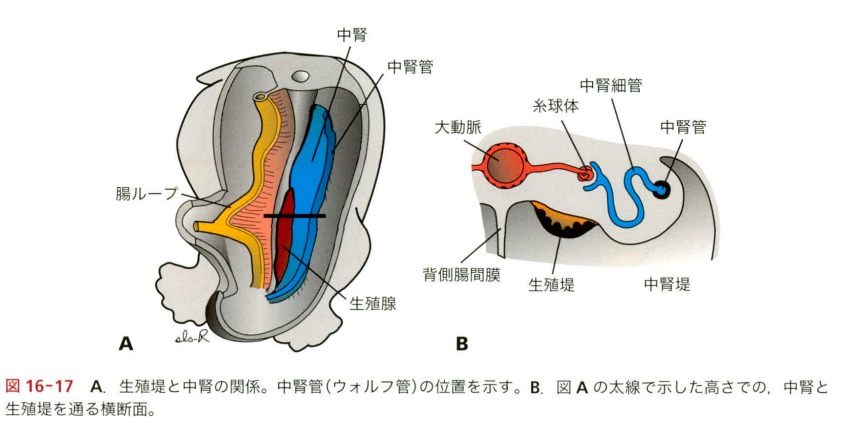 中腎
中腎管
腸ループ
生殖腺
A
中腎細管
糸球体
大動脈
中腎管
背側腸間膜
生殖堤
中腎堤
B
図 16-17 A. 生殖堤と中腎の関係。中腎管(ウォルフ管)の位置を示す。B. 図 A の太線で示した高さでの, 中腎と
生殖堤を通る横断面。